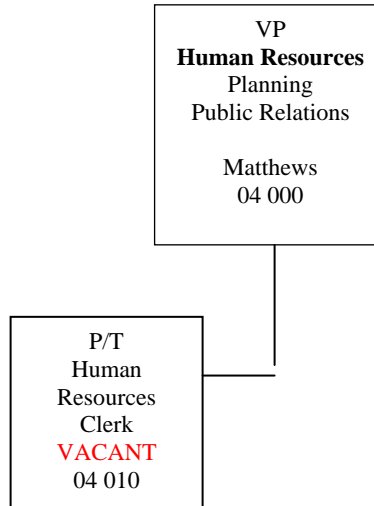 VP
Human Resources
Planning
Public Relations
Matthews
04 000
P/T
Human
Resources
Clerk
VACANT
04 010